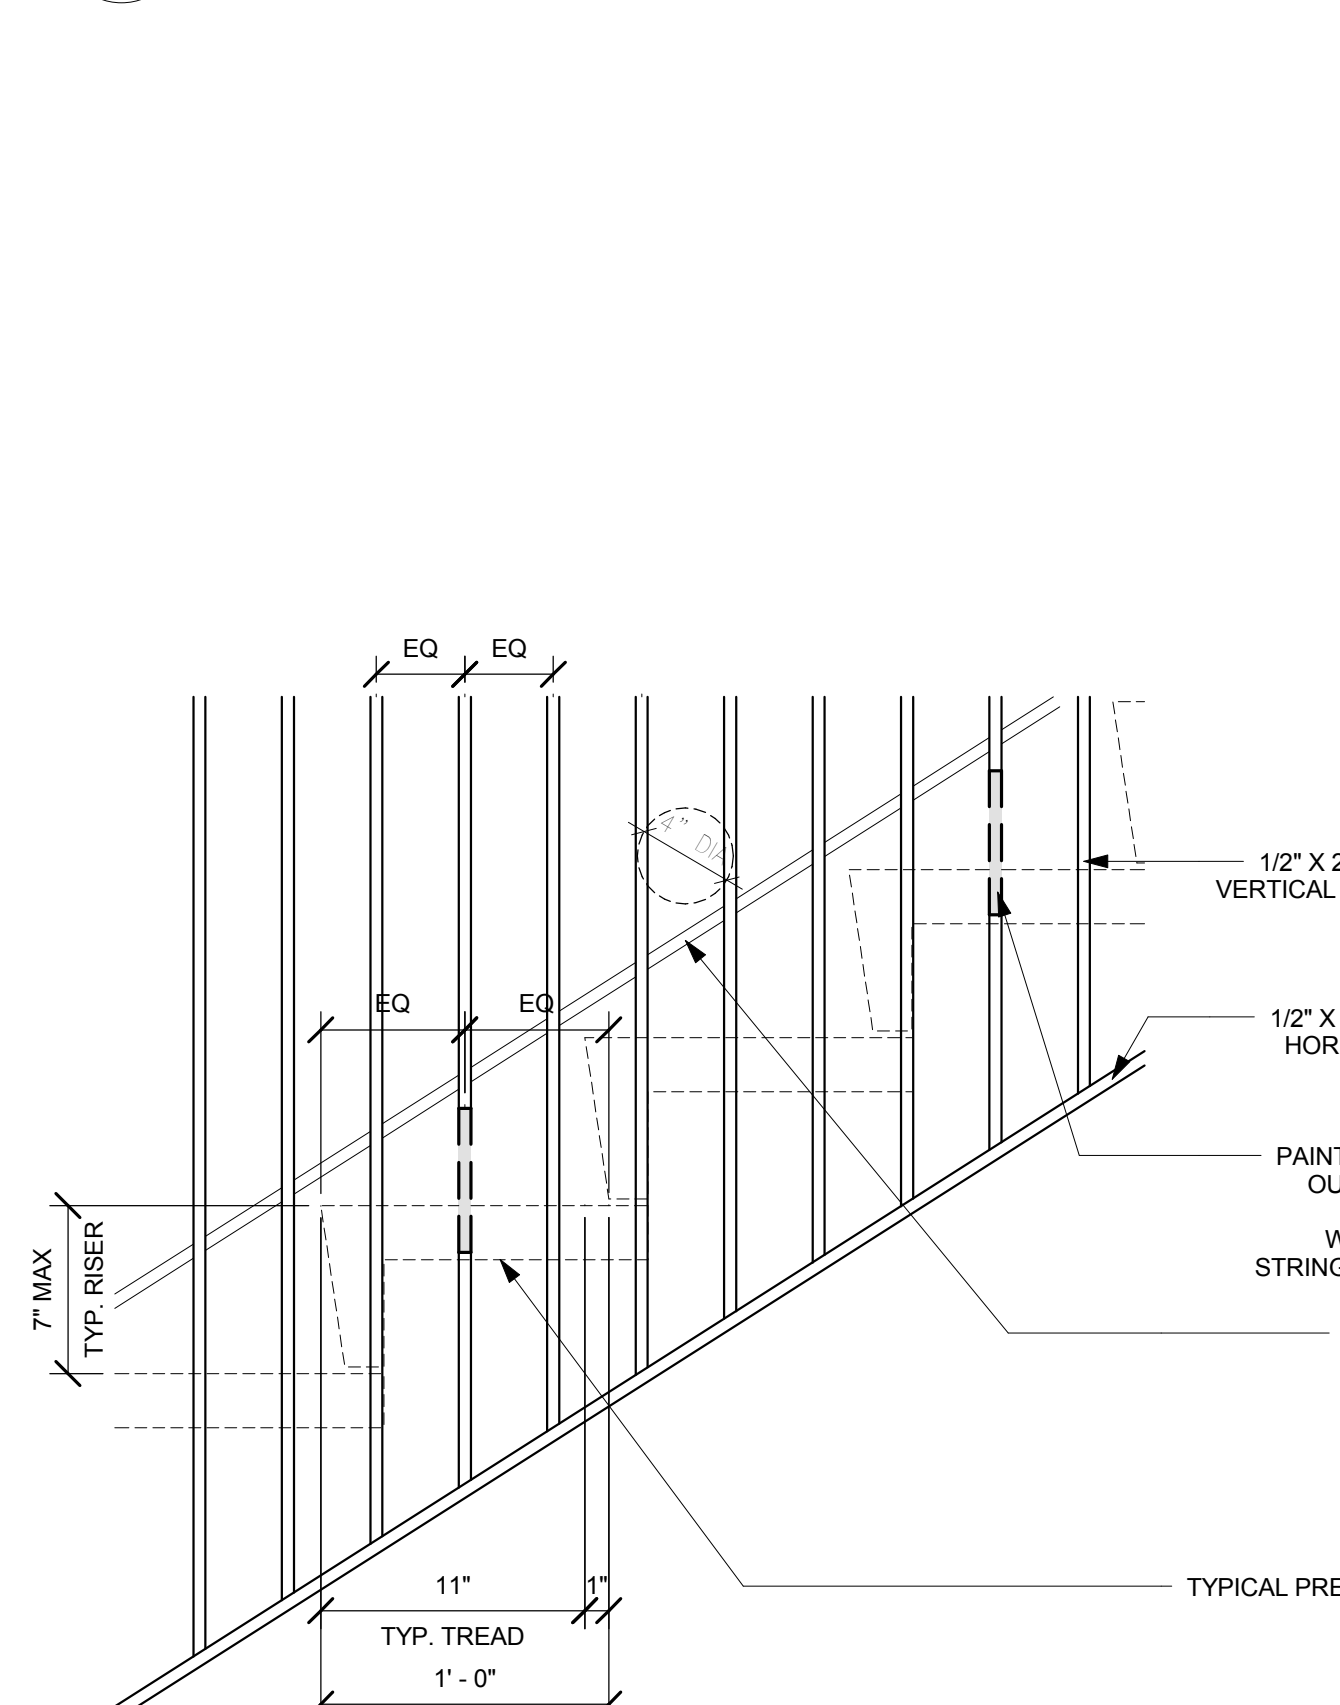 EQ EQ
4” DIA
1/2" X 2
VERTICAL
EQ EQ
1/2" X
HOR
PAINT
OU
W
STRING
7" MAX
TYP. RISER
11" 1"
TYPICAL PRE
TYP. TREAD
1' - 0"